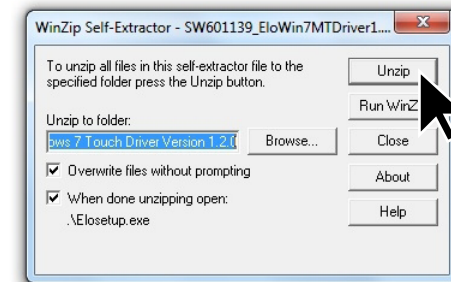 WinZip Self-Extractor - SW601139_EloWin7MTDriver1....
To unzip all files in this self-extractor file to the
specified folder press the Unzip button.
Unzip to folder:
ows 7 Touch Driver Version 1.2.0
Browse...
Overwrite files without prompting
When done unzipping open:
.\Elosetup.exe
Unzip
Run WinZ
Close
About
Help